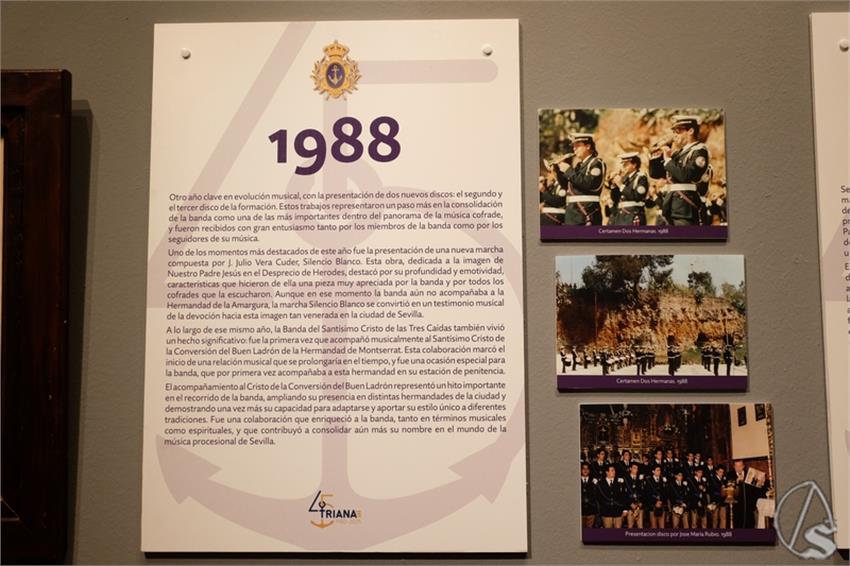 1988
Otro año clave en evolución musical, con la presentación de dos nuevos discos: el segundo y
el tercer disco de la formación. Estos trabajos representaron un paso más en la consolidación
de la banda como una de las más importantes dentro del panorama de la música cofrade,
y fueron recibidos con gran entusiasmo tanto por los miembros de la banda como por los
seguidores de su música.
Uno de los momentos más destacados de este año fue la presentación de una nueva marcha
compuesta por J. Julio Vera Cuder, Silencio Blanco. Esta obra, dedicada a la imagen de
Nuestro Padre Jesús en el Desprecio de Herodes, destacó por su profundidad y emotividad,
características que hicieron de ella una pieza muy apreciada por la banda y por todos los
cofrades que la escucharon. Aunque en ese momento la banda aún no acompañaba a la
Hermandad de la Amargura, la marcha Silencio Blanco se convirtió en un testimonio musical
de la devoción hacia esta imagen tan venerada en la ciudad de Sevilla.
A lo largo de ese mismo año, la Banda del Santísimo Cristo de las Tres Caídas también vivió
un hecho significativo: fue la primera vez que acompañó musicalmente al Santísimo Cristo de
la Conversión del Buen Ladrón de la Hermandad de Montserrat. Esta colaboración marcó el
inicio de una relación musical que se prolongaría en el tiempo, y fue una ocasión especial para
la banda, que por primera vez acompañaba a esta hermandad en su estación de penitencia.
El acompañamiento al Cristo de la Conversión del Buen Ladrón representó un hito importante
en el recorrido de la banda, ampliando su presencia en distintas hermandades de la ciudad y
demostrando una vez más su capacidad para adaptarse y aportar su estilo único a diferentes
tradiciones. Fue una colaboración que enriqueció a la banda, tanto en términos musicales
como espirituales, y que contribuyó a consolidar aún más su nombre en el mundo de la
música procesional de Sevilla.
45
TRIANA
1980-2025
Certamen Dos Hermanas. 1988
Certamen Dos Hermanas. 1988
Presentacion disco por Jose María Rubio. 1988